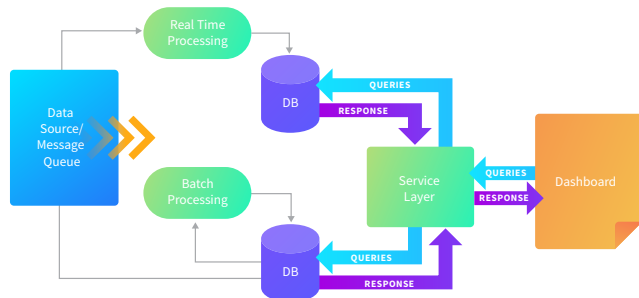 Real Time
Processing
Data
Source/
Message
Queue
DB
QUERIES
RESPONSE
Batch
Processing
Service
Layer
QUERIES
RESPONSE
Dashboard
DB
QUERIES
RESPONSE